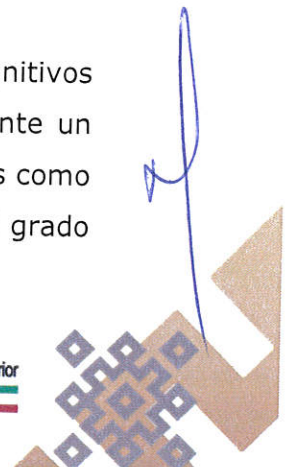 nitivos
nte un
s como
grado
rior